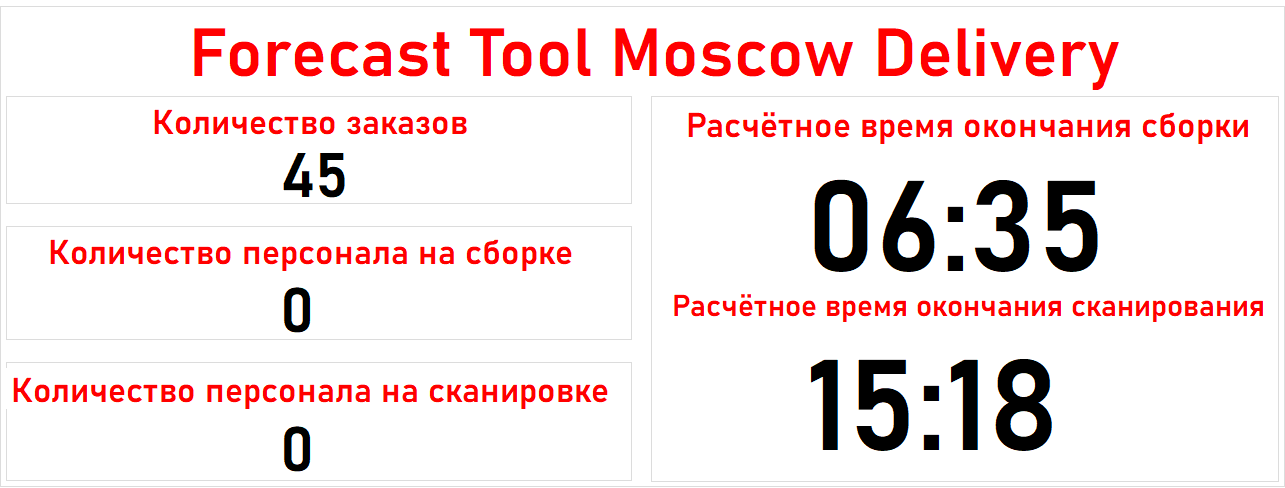 Forecast Tool Moscow Delivery
Количество заказов
45
Количество персонала на сборке
0
Количество персонала на сканировке
0
Расчётное время окончания сборки
06:35
Расчётное время окончания сканирования
15:18